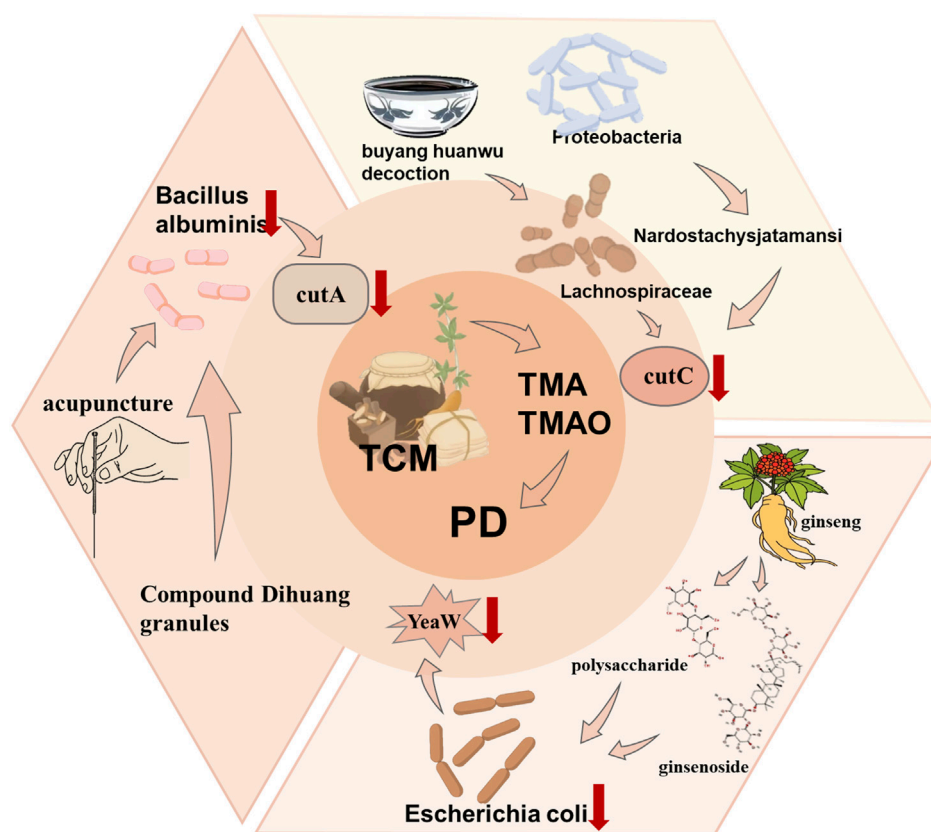 buyang huanwu
decoction
Proteobacteria
Bacillus
albuminis
Nardostachysjatamansi
cutA
Lachnospiraceae
cutC
TMA
TMAO
acupuncture
TCM
PD
ginseng
Compound Dihuang
granules
YeaW
polysaccharide
ginsenoside
Escherichia coli